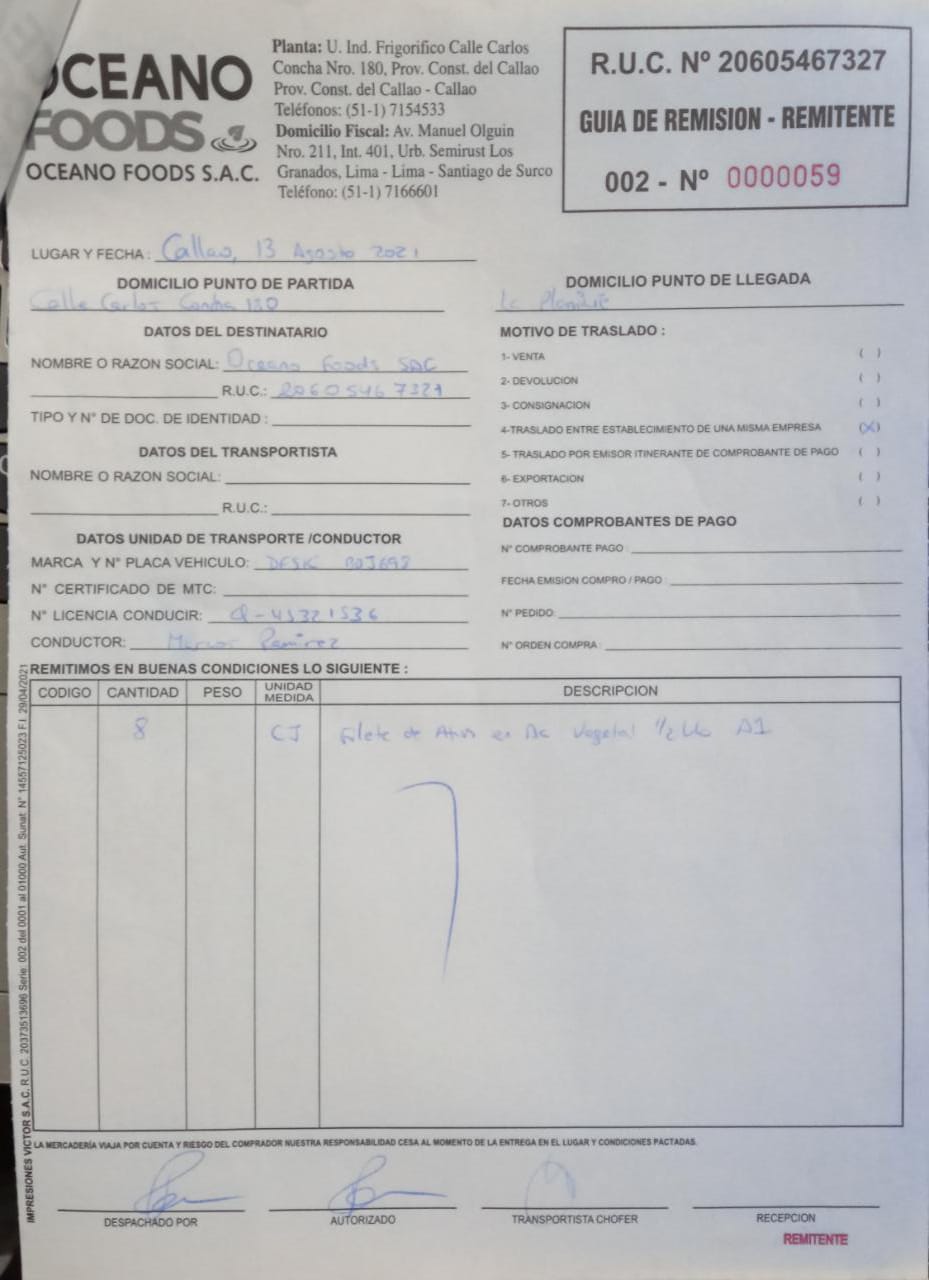 OCEANO
FOODS
OCEANO FOODS S.A.C.
Planta: U. Ind. Frigorifico Calle Carlos
Concha Nro. 180, Prov. Const. del Callao
Prov. Const. del Callao - Callao
Teléfonos: (51-1) 7154533
Domicilio Fiscal: Av. Manuel Olguin
Nro. 211, Int. 401, Urb. Semirust Los
Granados, Lima - Lima - Santiago de Surco
Teléfono: (51-1) 7166601
R.U.C. Nº 20605467327
GUIA DE REMISION - REMITENTE
002 - Nº 0000059
LUGAR Y FECHA : Callao, 13 Agosto 2021
DOMICILIO PUNTO DE PARTIDA
Calle Carlos Concha 180
DOMICILIO PUNTO DE LLEGADA
La
DATOS DEL DESTINATARIO
NOMBRE O RAZON SOCIAL: Oceano Foods SAC
R.U.C.: 20605467327
TIPO Y N° DE DOC. DE IDENTIDAD :
DATOS DEL TRANSPORTISTA
NOMBRE O RAZON SOCIAL:
R.U.C.:
DATOS UNIDAD DE TRANSPORTE /CONDUCTOR
MARCA Y N° PLACA VEHICULO: DFSK
N° CERTIFICADO DE MTC:
N° LICENCIA CONDUCIR: Q-45321536
CONDUCTOR: Ramirez
MOTIVO DE TRASLADO :
1- VENTA ( )
2- DEVOLUCION ( )
3- CONSIGNACION ( )
4-TRASLADO ENTRE ESTABLECIMIENTO DE UNA MISMA EMPRESA (X)
5- TRASLADO POR EMISOR ITINERANTE DE COMPROBANTE DE PAGO ( )
6- EXPORTACION ( )
7- OTROS ( )
DATOS COMPROBANTES DE PAGO
N° COMPROBANTE PAGO :
FECHA EMISION COMPRO / PAGO :
N° PEDIDO:
N° ORDEN COMPRA :
REMITIMOS EN BUENAS CONDICIONES LO SIGUIENTE :
CODIGO CANTIDAD PESO UNIDAD MEDIDA DESCRIPCION
8 CJ Filete de Atun en Ac Vegetal 1/2 Lb A1
IMPRESIONES VICTOR S.A.C. R.U.C. 20373513696 Serie. 002 del 0001 al 01000 Aut. Sunat. N° 14557125023 F.I. 29/04/2021
LA MERCADERÍA VIAJA POR CUENTA Y RIESGO DEL COMPRADOR NUESTRA RESPONSABILIDAD CESA AL MOMENTO DE LA ENTREGA EN EL LUGAR Y CONDICIONES PACTADAS.
DESPACHADO POR AUTORIZADO TRANSPORTISTA CHOFER RECEPCION
REMITENTE